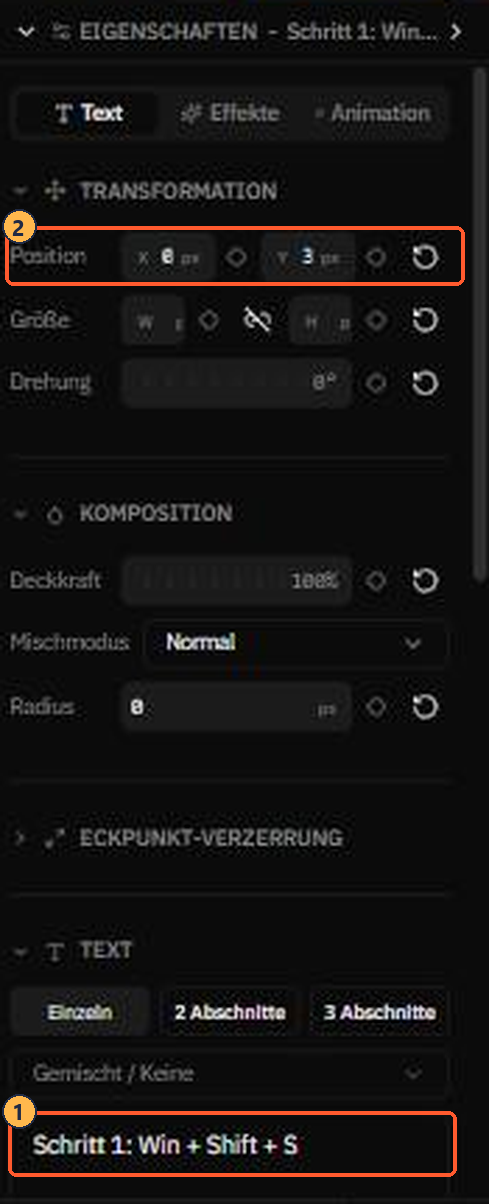 EIGENSCHAFTEN - Schritt 1: Win...
Text Effekte Animation
TRANSFORMATION
2
Position X 0 px Y 3 px
Größe W H p
Drehung 0°
KOMPOSITION
Deckkraft 100%
Mischmodus Normal
Radius 0 px
ECKPUNKT-VERZERRUNG
TEXT
Einzeln 2 Abschnitte 3 Abschnitte
Gemischt / Keine
1
Schritt 1: Win + Shift + S